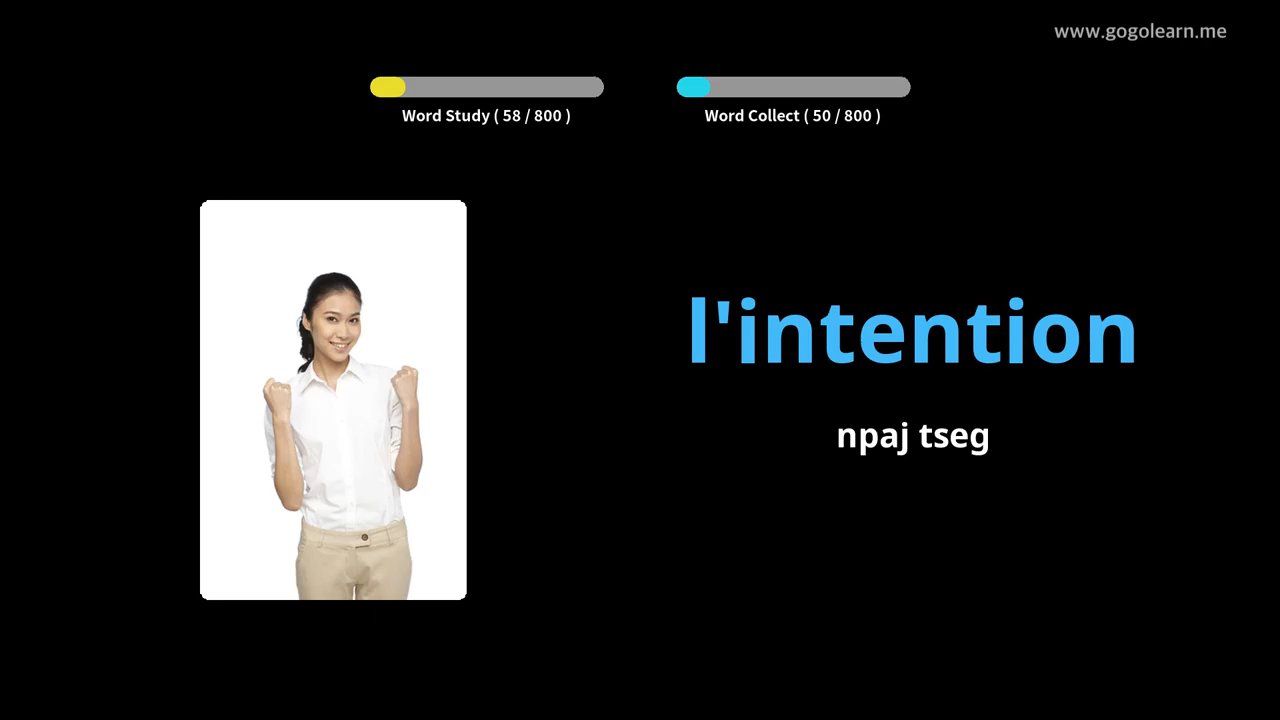 www.gogolearn.me
Word Study ( 58 / 800 )
Word Collect ( 50 / 800 )
l'intention
npaj tseg